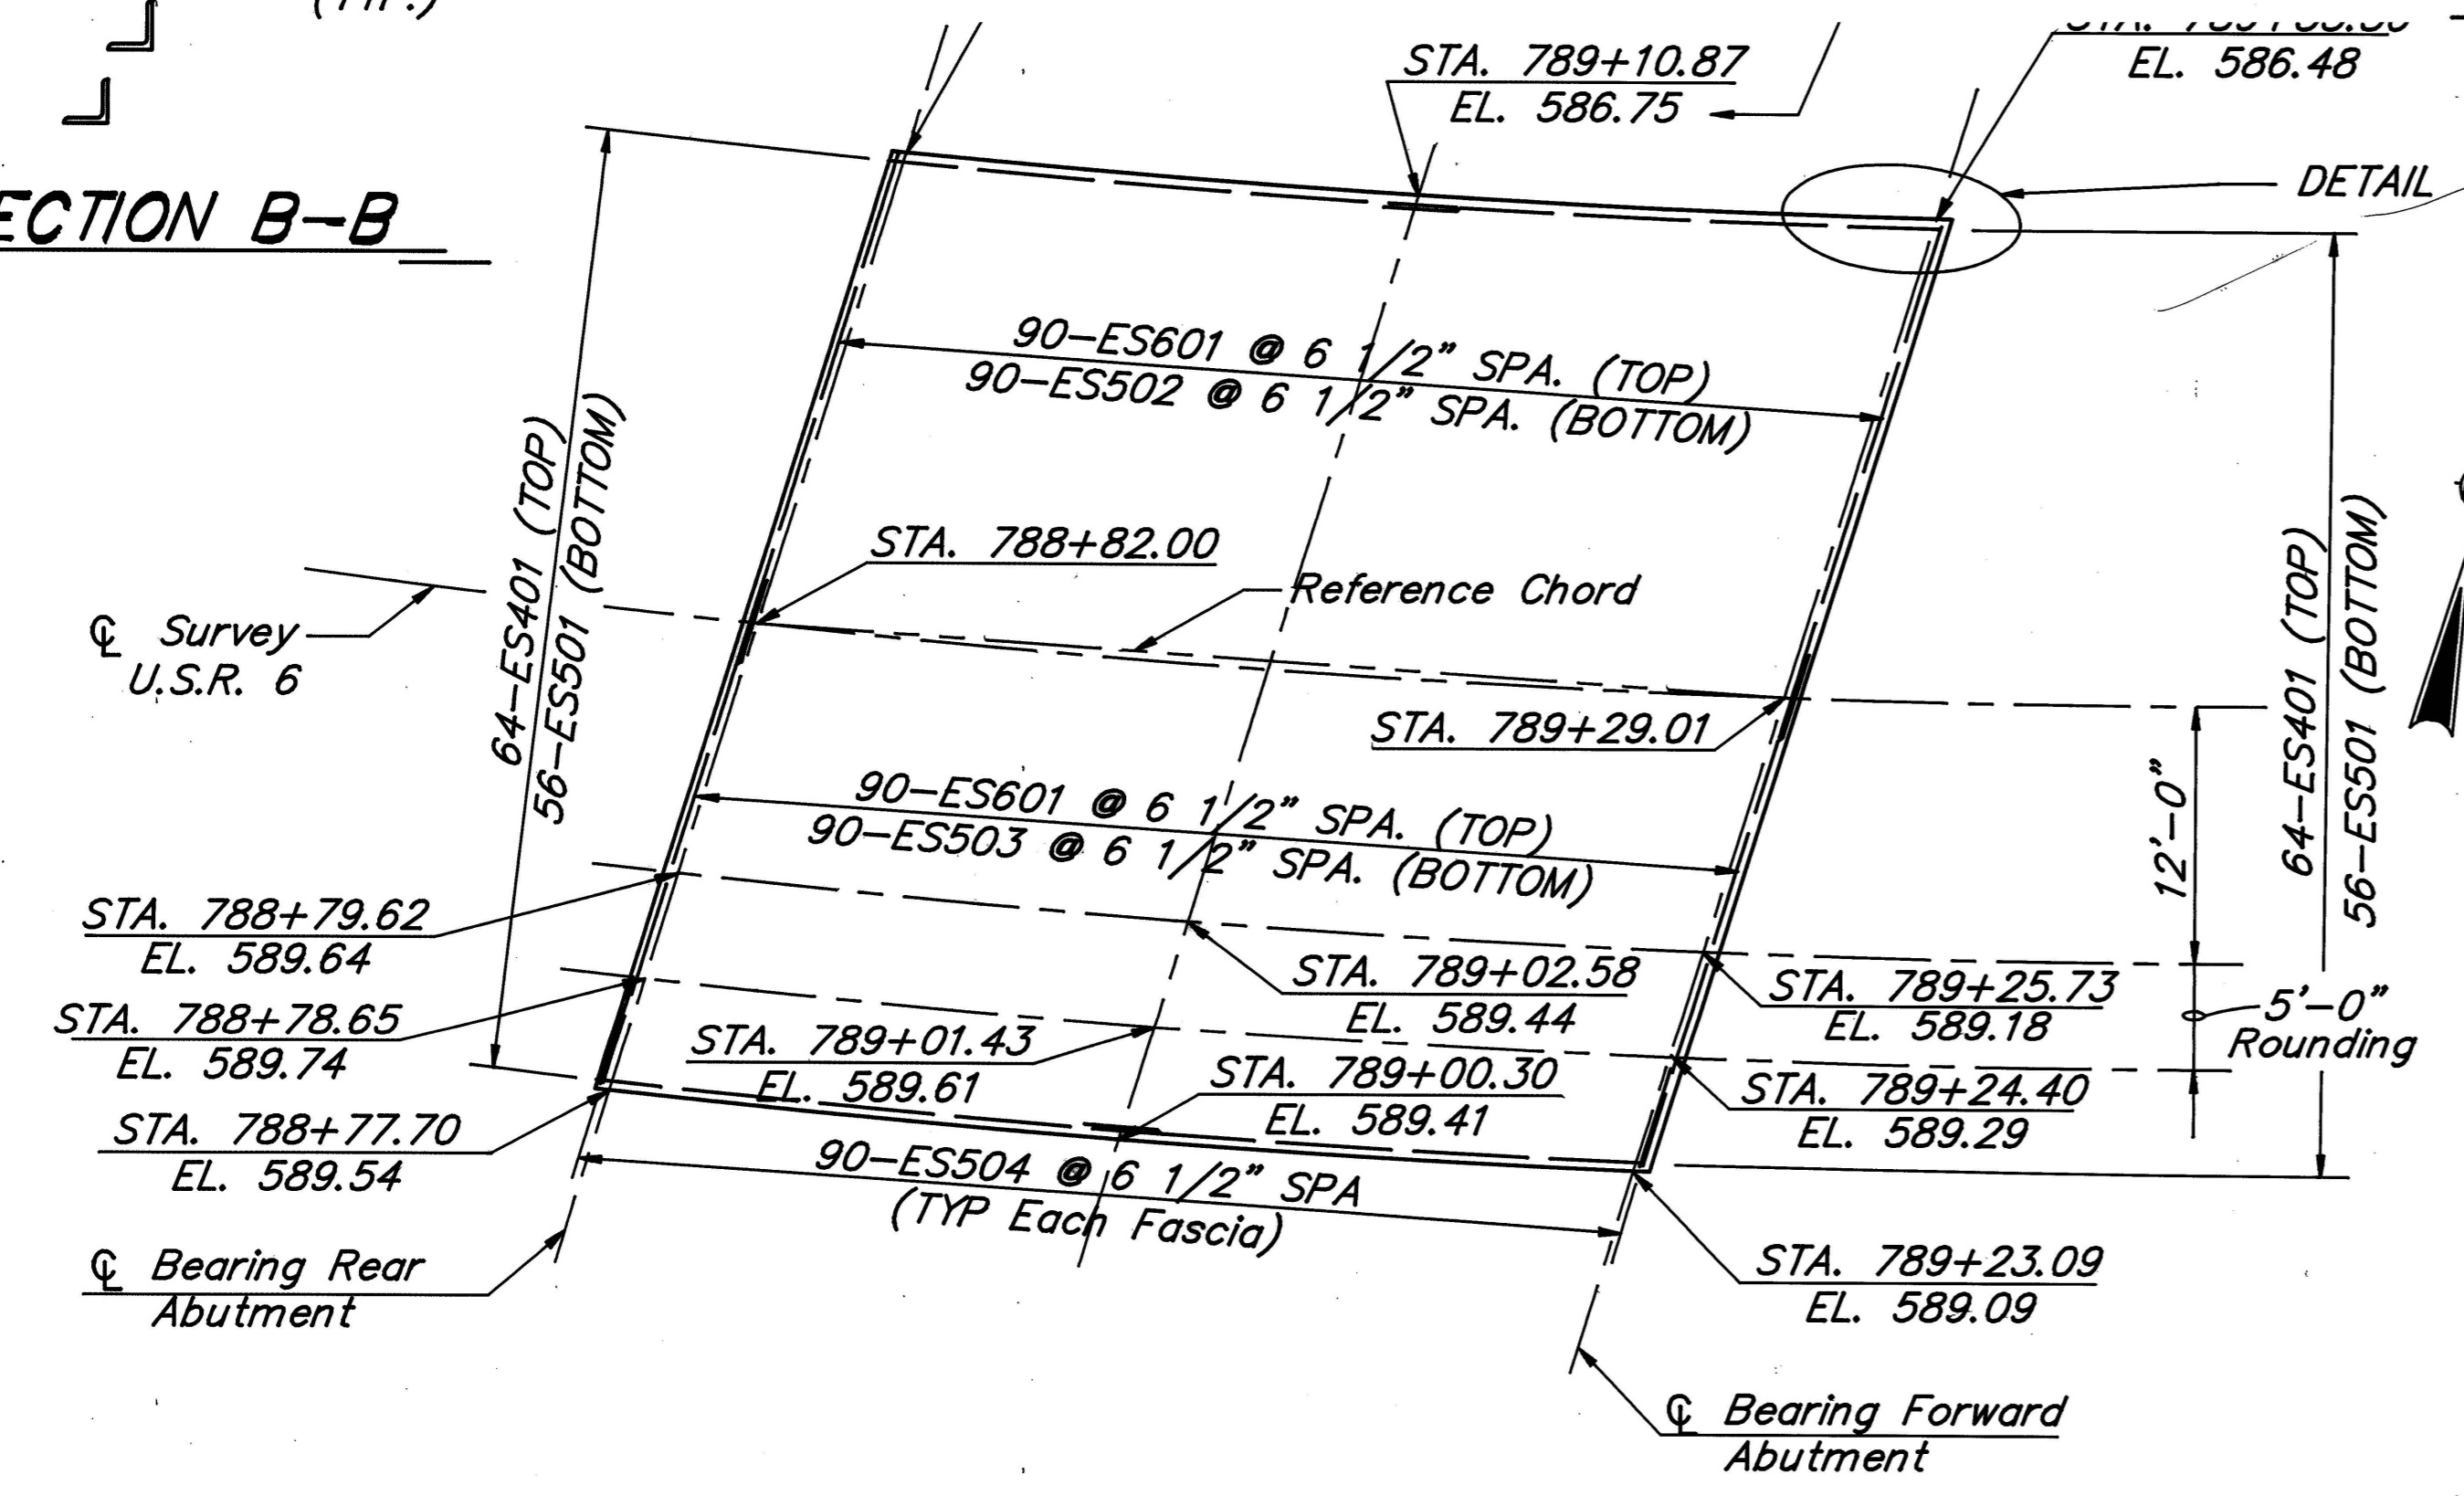 (TYP.)
STA. 789+10.87
EL. 586.75
EL. 586.48
DETAIL
ECTION B-B
90-ES601 @ 6 1/2" SPA. (TOP)
90-ES502 @ 6 1/2" SPA. (BOTTOM)
64-ES401 (TOP)
56-ES501 (BOTTOM)
STA. 788+82.00
Reference Chord
℄ Survey
U.S.R. 6
STA. 789+29.01
64-ES401 (TOP)
56-ES501 (BOTTOM)
12'-0"
90-ES601 @ 6 1/2" SPA. (TOP)
90-ES503 @ 6 1/2" SPA. (BOTTOM)
STA. 788+79.62
EL. 589.64
STA. 789+02.58
EL. 589.44
STA. 789+25.73
EL. 589.18
5'-0"
Rounding
STA. 788+78.65
EL. 589.74
STA. 789+01.43
EL. 589.61
STA. 789+00.30
EL. 589.41
STA. 789+24.40
EL. 589.29
STA. 788+77.70
EL. 589.54
90-ES504 @ 6 1/2" SPA
(TYP Each Fascia)
℄ Bearing Rear
Abutment
STA. 789+23.09
EL. 589.09
℄ Bearing Forward
Abutment